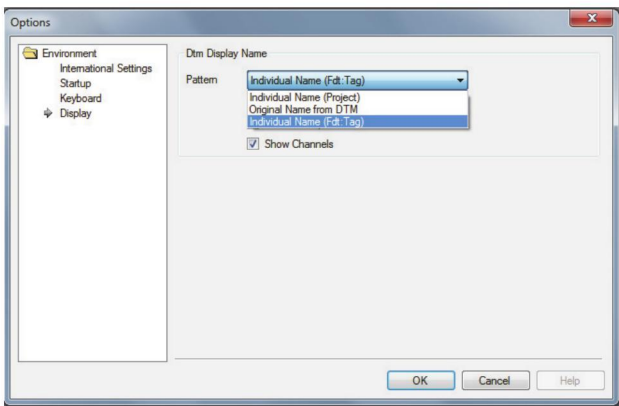 Options
Environment
International Settings
Startup
Keyboard
Display
Dtm Display Name
Pattern
Individual Name (Fdt:Tag)
Individual Name (Project)
Original Name from DTM
Individual Name (Fdt:Tag)
Show Channels
OK
Cancel
Help